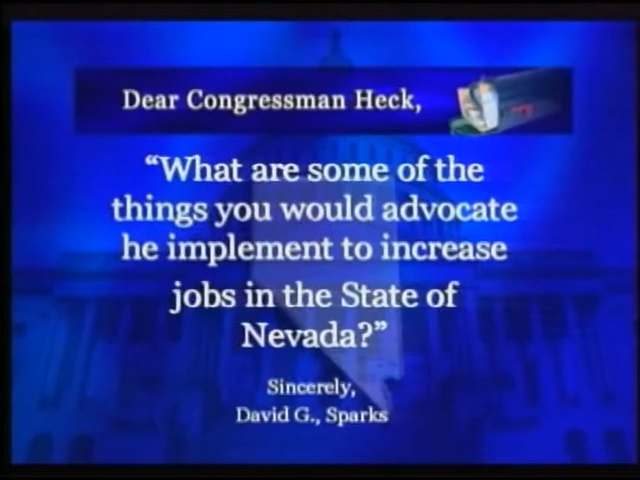 Dear Congressman Heck,
“What are some of the
things you would advocate
he implement to increase
jobs in the State of
Nevada?”
Sincerely,
David G., Sparks